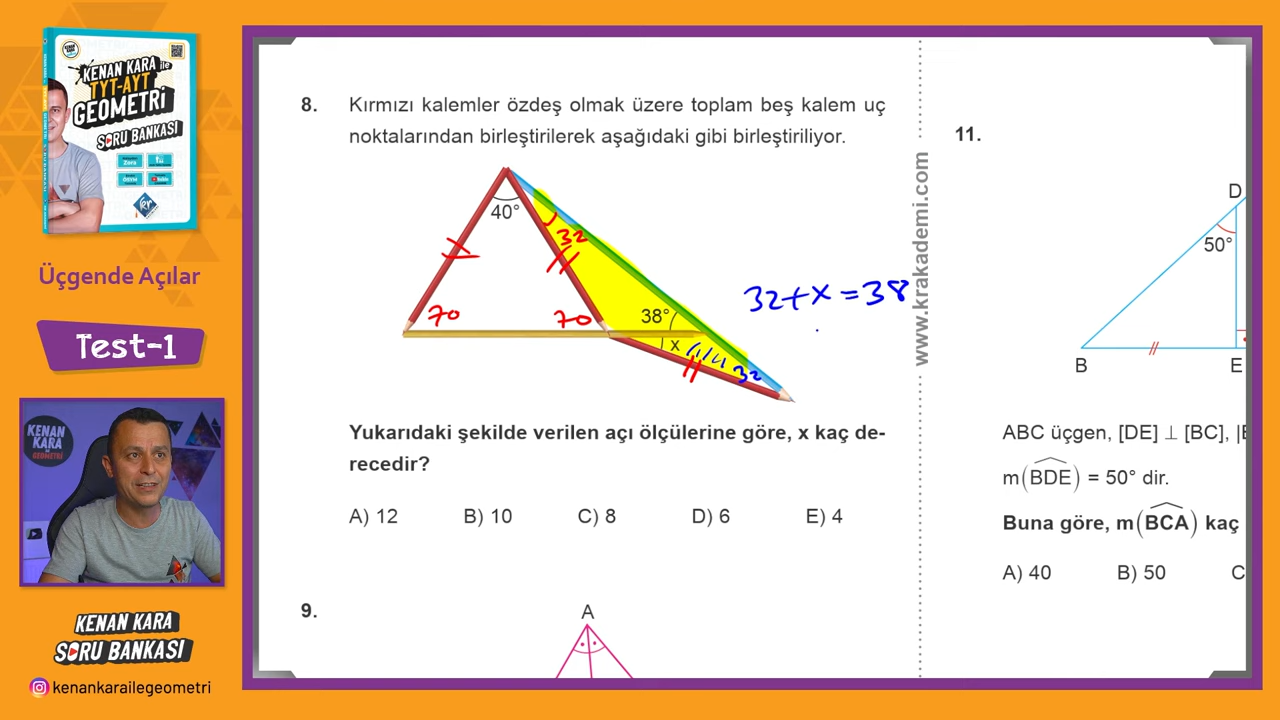 KENAN KARA ile
TYT-AYT
GEOMETRİ
SORU BANKASI
Üçgende Açılar
Test-1
KENAN
KARA
GEOMETRİ
KENAN KARA
SORU BANKASI
kenankarailegeometri
8. Kırmızı kalemler özdeş olmak üzere toplam beş kalem uç
noktalarından birleştirilerek aşağıdaki gibi birleştiriliyor.
40°
32
70
70
38°
x
32
32+x=38
Yukarıdaki şekilde verilen açı ölçülerine göre, x kaç de-
recedir?
A) 12 B) 10 C) 8 D) 6 E) 4
9.
A
www.krakademi.com
11.
D
50°
B
E
ABC üçgen, [DE] ⊥ [BC], |E
m(BDE) = 50° dir.
Buna göre, m(BCA) kaç
A) 40 B) 50 C